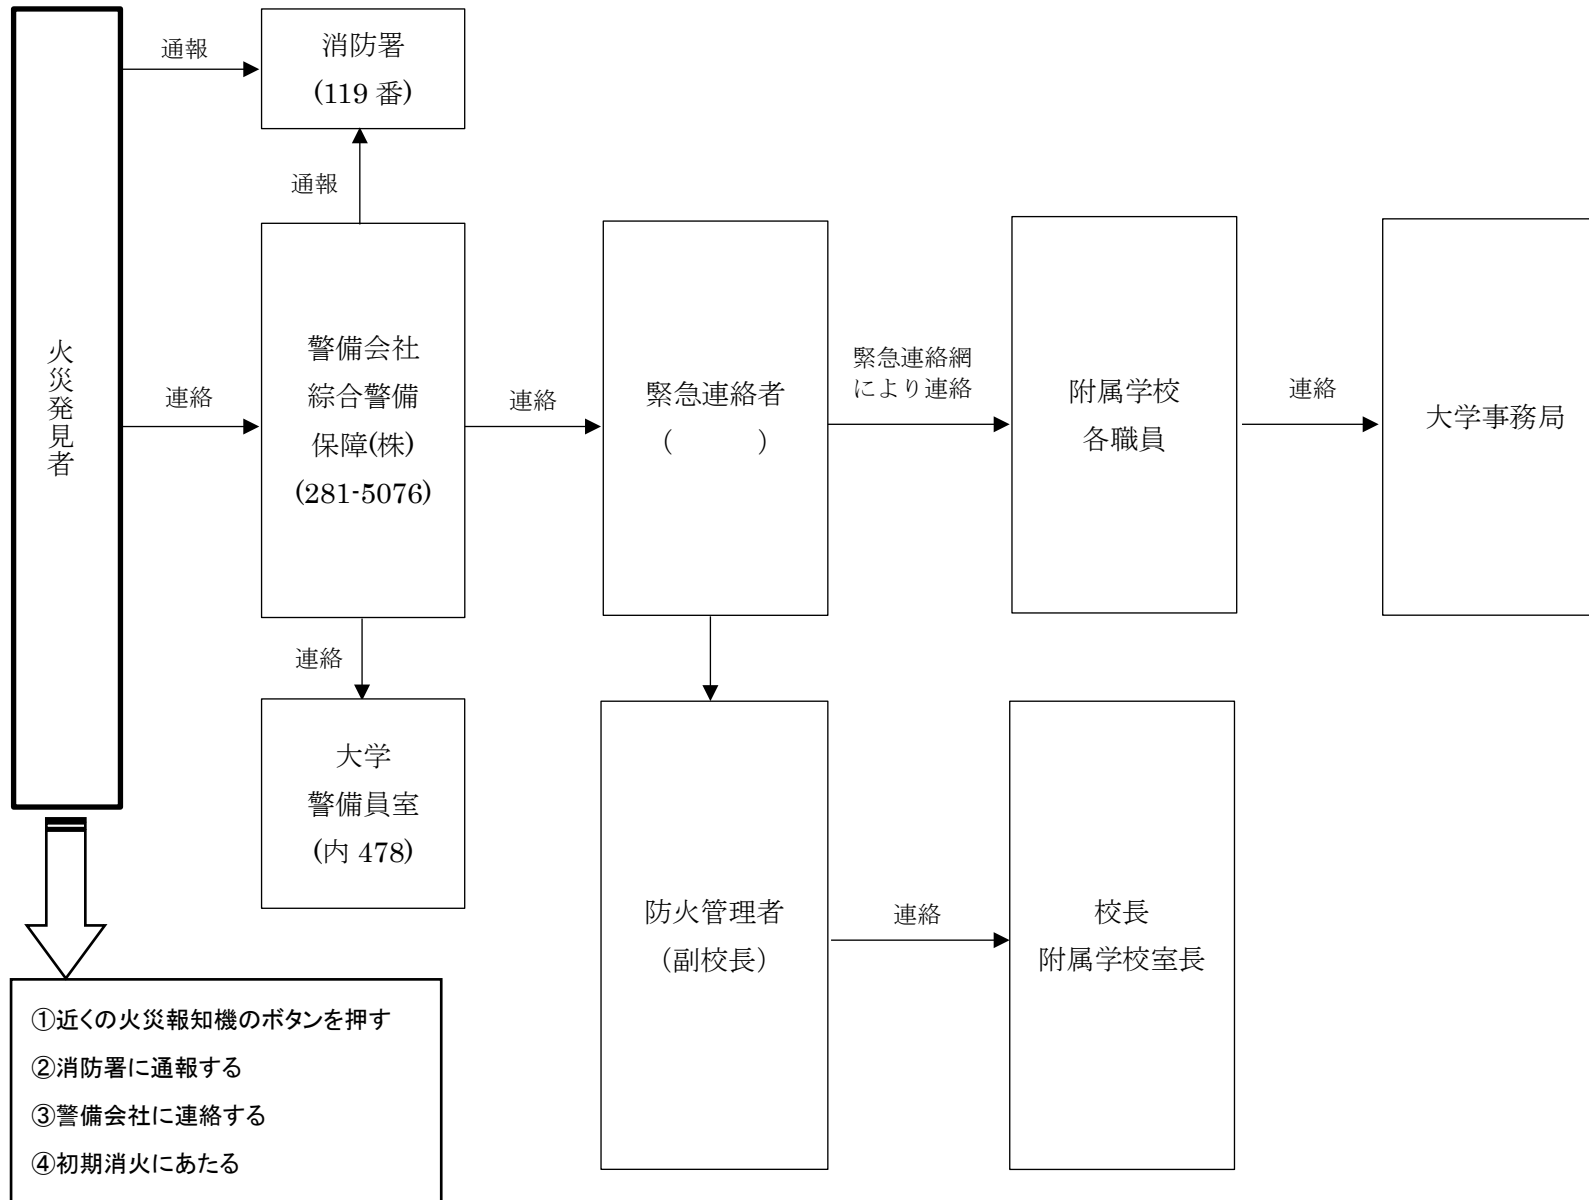 通報
消防署
(119 番)
通報
火災発見者
連絡
警備会社
綜合警備
保障(株)
(281-5076)
連絡
緊急連絡者
(　　　)
緊急連絡網
により連絡
附属学校
各職員
連絡
大学事務局
連絡
大学
警備員室
(内 478)
防火管理者
(副校長)
連絡
校長
附属学校室長
①近くの火災報知機のボタンを押す
②消防署に通報する
③警備会社に連絡する
④初期消火にあたる